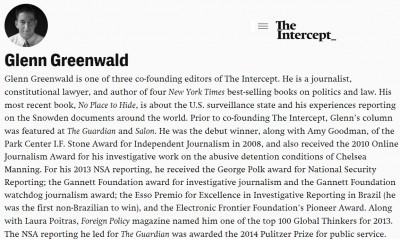 The
Intercept_
Glenn Greenwald
Glenn Greenwald is one of three co-founding editors of The Intercept. He is a journalist,
constitutional lawyer, and author of four New York Times best-selling books on politics and law. His
most recent book, No Place to Hide, is about the U.S. surveillance state and his experiences reporting
on the Snowden documents around the world. Prior to co-founding The Intercept, Glenn's column
was featured at The Guardian and Salon. He was the debut winner, along with Amy Goodman, of the
Park Center I.F. Stone Award for Independent Journalism in 2008, and also received the 2010 Online
Journalism Award for his investigative work on the abusive detention conditions of Chelsea
Manning. For his 2013 NSA reporting, he received the George Polk award for National Security
Reporting; the Gannett Foundation award for investigative journalism and the Gannett Foundation
watchdog journalism award; the Esso Premio for Excellence in Investigative Reporting in Brazil (he
was the first non-Brazilian to win), and the Electronic Frontier Foundation's Pioneer Award. Along
with Laura Poitras, Foreign Policy magazine named him one of the top 100 Global Thinkers for 2013.
The NSA reporting he led for The Guardian was awarded the 2014 Pulitzer Prize for public service.